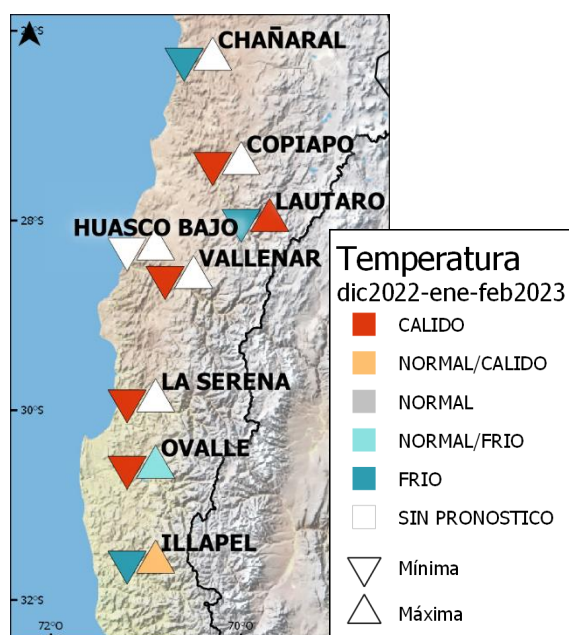 CHAÑARAL
COPIAPO
28°S
LAUTARO
HUASCO BAJO
VALLENAR
LA SERENA
30°S
OVALLE
ILLAPEL
32°S
72°O
Temperatura
dic2022-ene-feb2023
CALIDO
NORMAL/CALIDO
NORMAL
NORMAL/FRIO
FRIO
SIN PRONOSTICO
Mínima
Máxima